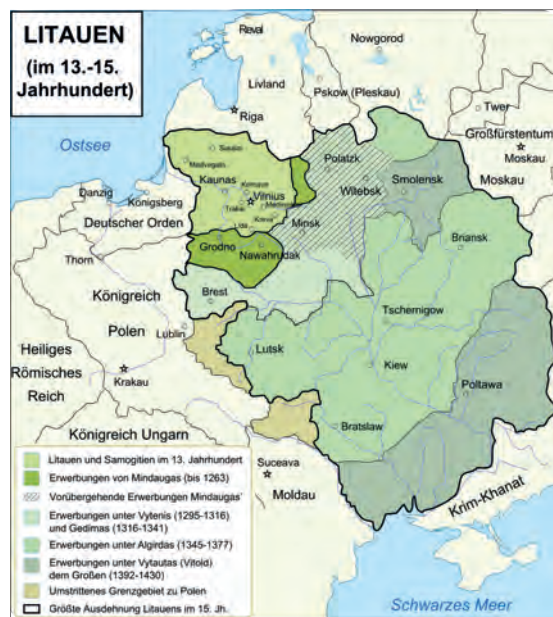 LITAUEN
(im 13.-15.
Jahrhundert)
Reval
Nowgorod
Livland
Pskow (Pleskau)
Riga
Twer
Großfürstentum
Moskau
Moskau
Ostsee
Siauliai
Medvegalis
Polatzk
Witebsk
Smolensk
Kaunas
Kernavė
Vilnius
Trakai
Lida
Danzig
Königsberg
Deutscher Orden
Minsk
Briansk
Grodno
Nawahrudak
Thorn
Brest
Königreich
Polen
Tschernigow
Lublin
Heiliges
Römisches
Reich
Lutsk
Kiew
Krakau
Poltawa
Königreich Ungarn
Bratslaw
Suceava
Moldau
Krim-Khanat
Schwarzes Meer
Litauen und Samogitien im 13. Jahrhundert
Erwerbungen von Mindaugas (bis 1263)
Vorübergehende Erwerbungen Mindaugas'
Erwerbungen unter Vytenis (1295-1316)
und Gedimas (1316-1341)
Erwerbungen unter Algirdas
(1345-1377)
Erwerbungen unter Vytautas (Vitold)
dem Großen (1392-1430)
Umstrittenes Grenzgebiet zu Polen
Größte Ausdehnung Litauens im 15. Jh.